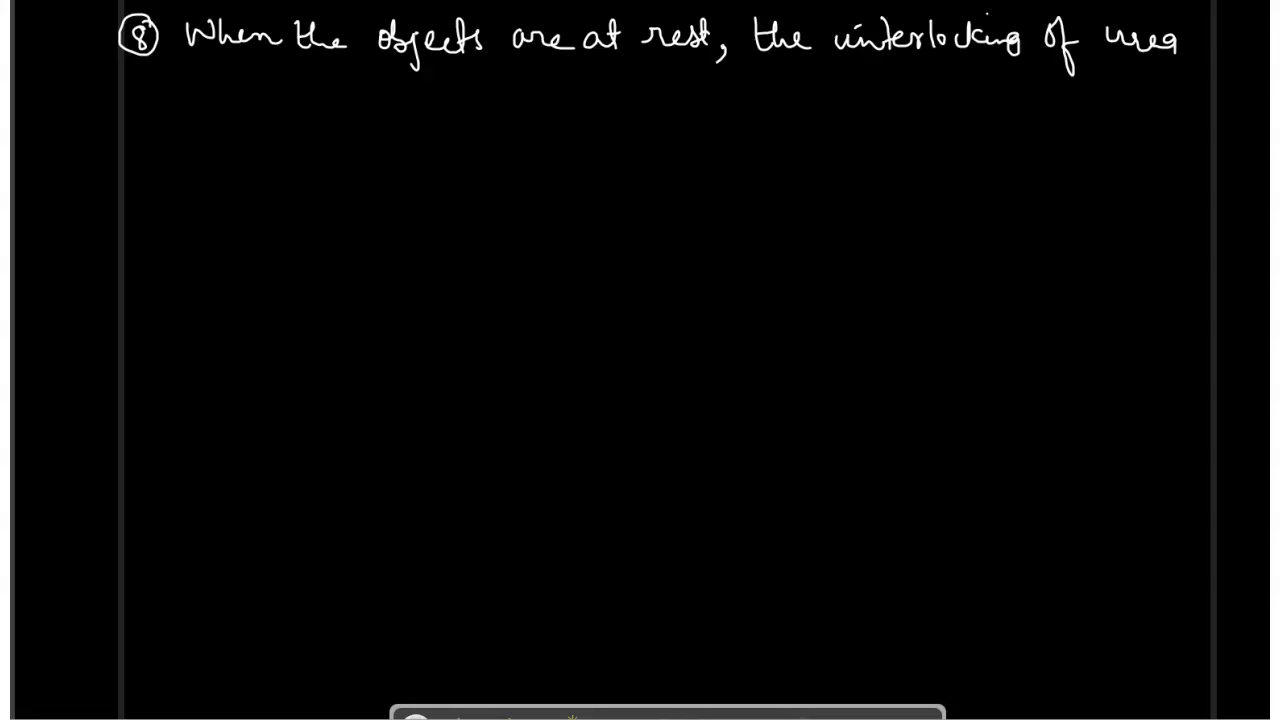 ⑧ When the objects are at rest, the interlocking of